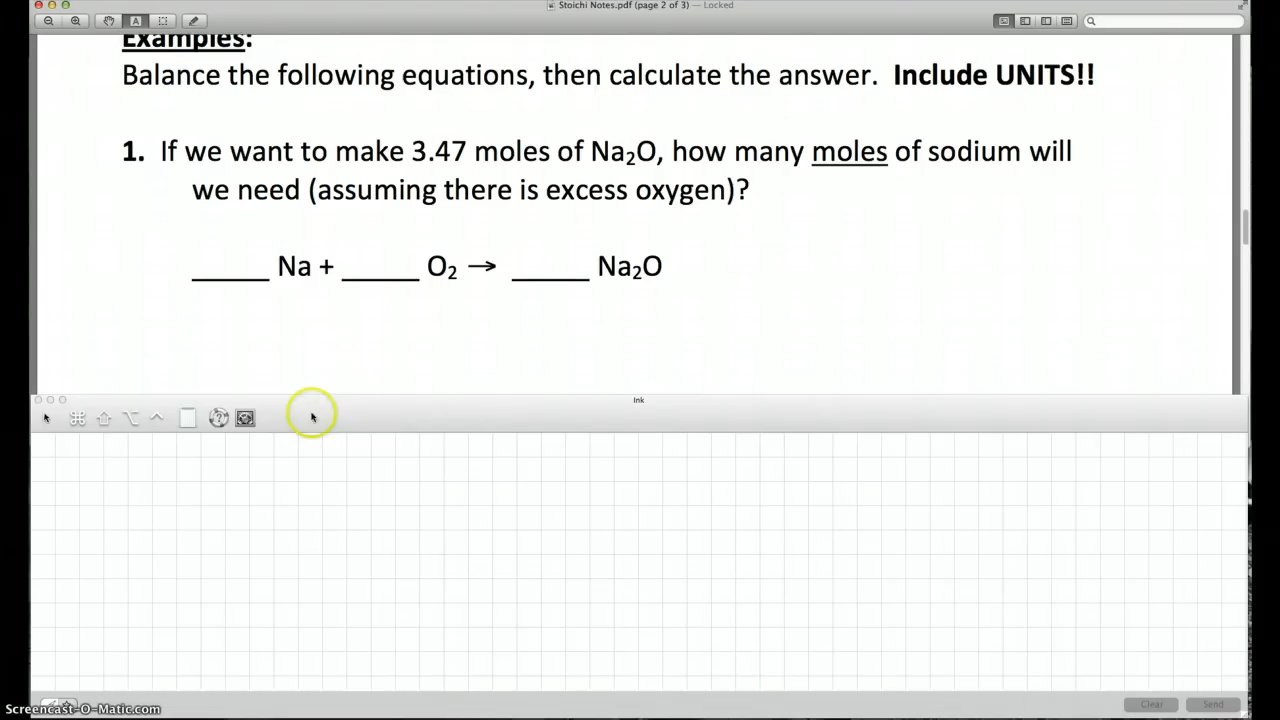 Stoichi Notes.pdf (page 2 of 3) — Locked
Examples:
Balance the following equations, then calculate the answer. Include UNITS!!
1. If we want to make 3.47 moles of Na₂O, how many moles of sodium will
we need (assuming there is excess oxygen)?
_____ Na + _____ O₂ → _____ Na₂O
Ink
Screencast-O-Matic.com
Clear
Send